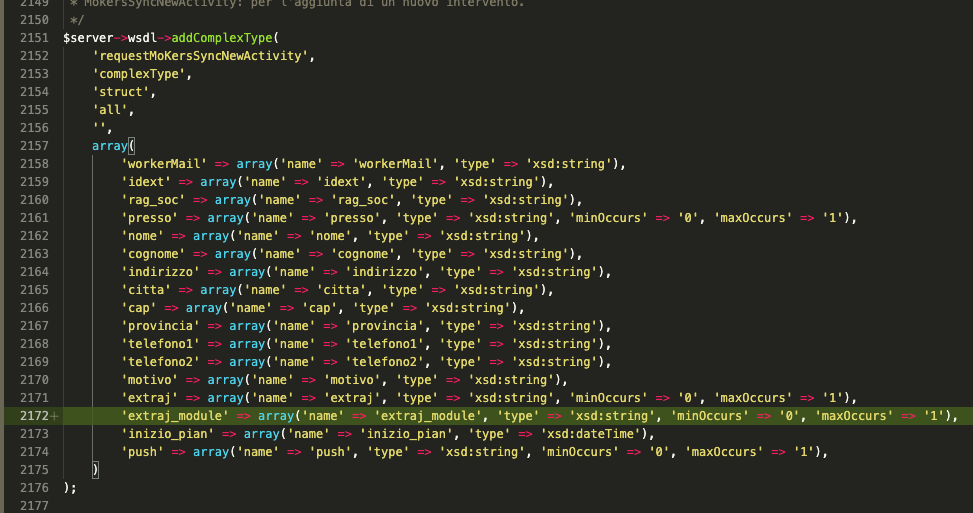 2149 * MokersSyncNewActivity: per l'aggiunta di un nuovo intervento.
2150 */
2151 $server->wsdl->addComplexType(
2152 'requestMoKersSyncNewActivity',
2153 'complexType',
2154 'struct',
2155 'all',
2156 '',
2157 array(
2158 'workerMail' => array('name' => 'workerMail', 'type' => 'xsd:string'),
2159 'idext' => array('name' => 'idext', 'type' => 'xsd:string'),
2160 'rag_soc' => array('name' => 'rag_soc', 'type' => 'xsd:string'),
2161 'presso' => array('name' => 'presso', 'type' => 'xsd:string', 'minOccurs' => '0', 'maxOccurs' => '1'),
2162 'nome' => array('name' => 'nome', 'type' => 'xsd:string'),
2163 'cognome' => array('name' => 'cognome', 'type' => 'xsd:string'),
2164 'indirizzo' => array('name' => 'indirizzo', 'type' => 'xsd:string'),
2165 'citta' => array('name' => 'citta', 'type' => 'xsd:string'),
2166 'cap' => array('name' => 'cap', 'type' => 'xsd:string'),
2167 'provincia' => array('name' => 'provincia', 'type' => 'xsd:string'),
2168 'telefono1' => array('name' => 'telefono1', 'type' => 'xsd:string'),
2169 'telefono2' => array('name' => 'telefono2', 'type' => 'xsd:string'),
2170 'motivo' => array('name' => 'motivo', 'type' => 'xsd:string'),
2171 'extraj' => array('name' => 'extraj', 'type' => 'xsd:string', 'minOccurs' => '0', 'maxOccurs' => '1'),
2172+ 'extraj_module' => array('name' => 'extraj_module', 'type' => 'xsd:string', 'minOccurs' => '0', 'maxOccurs' => '1'),
2173 'inizio_pian' => array('name' => 'inizio_pian', 'type' => 'xsd:dateTime'),
2174 'push' => array('name' => 'push', 'type' => 'xsd:string', 'minOccurs' => '0', 'maxOccurs' => '1'),
2175 )
2176 );
2177